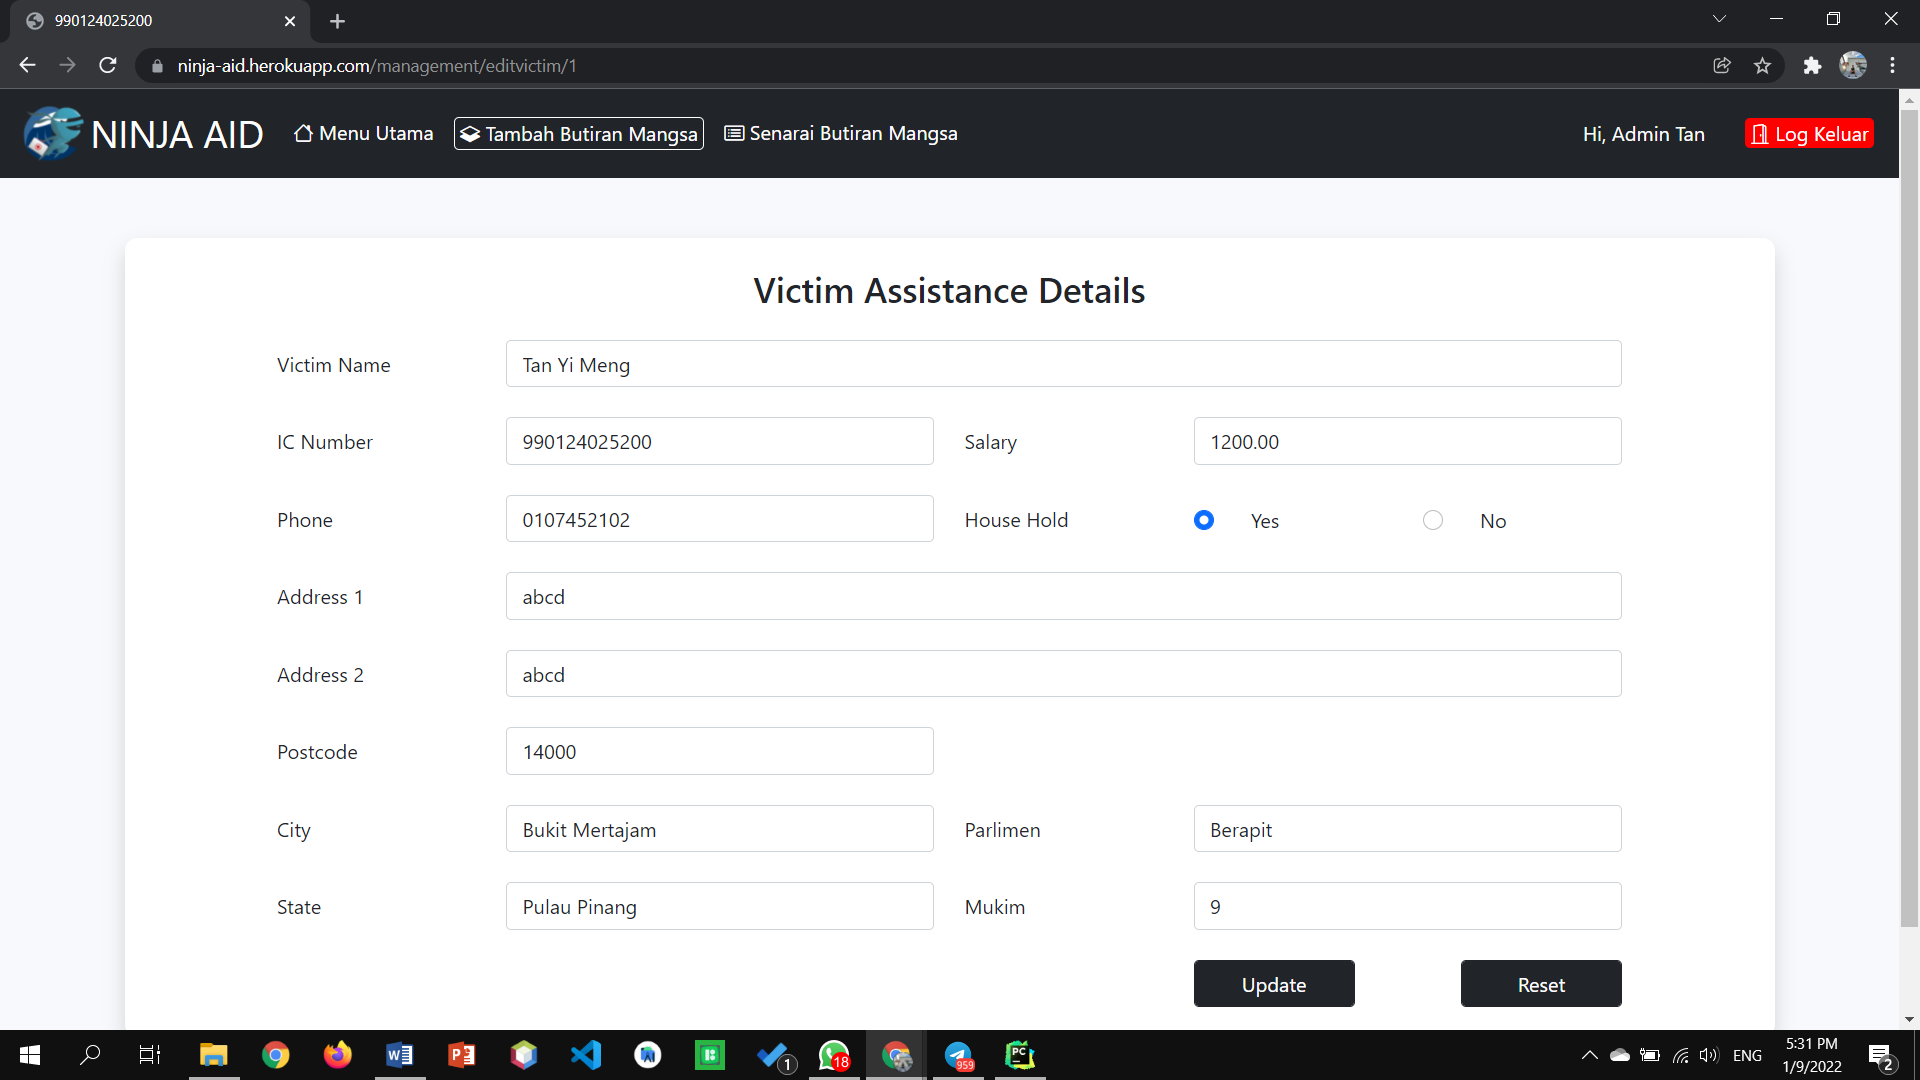 990124025200
ninja-aid.herokuapp.com/management/editvictim/1
NINJA AID
Menu Utama
Tambah Butiran Mangsa
Senarai Butiran Mangsa
Hi, Admin Tan
Log Keluar
Victim Assistance Details
Victim Name
Tan Yi Meng
IC Number
990124025200
Salary
1200.00
Phone
0107452102
House Hold
Yes
No
Address 1
abcd
Address 2
abcd
Postcode
14000
City
Bukit Mertajam
Parlimen
Berapit
State
Pulau Pinang
Mukim
9
Update
Reset
1
18
959
ENG
5:31 PM
1/9/2022
2